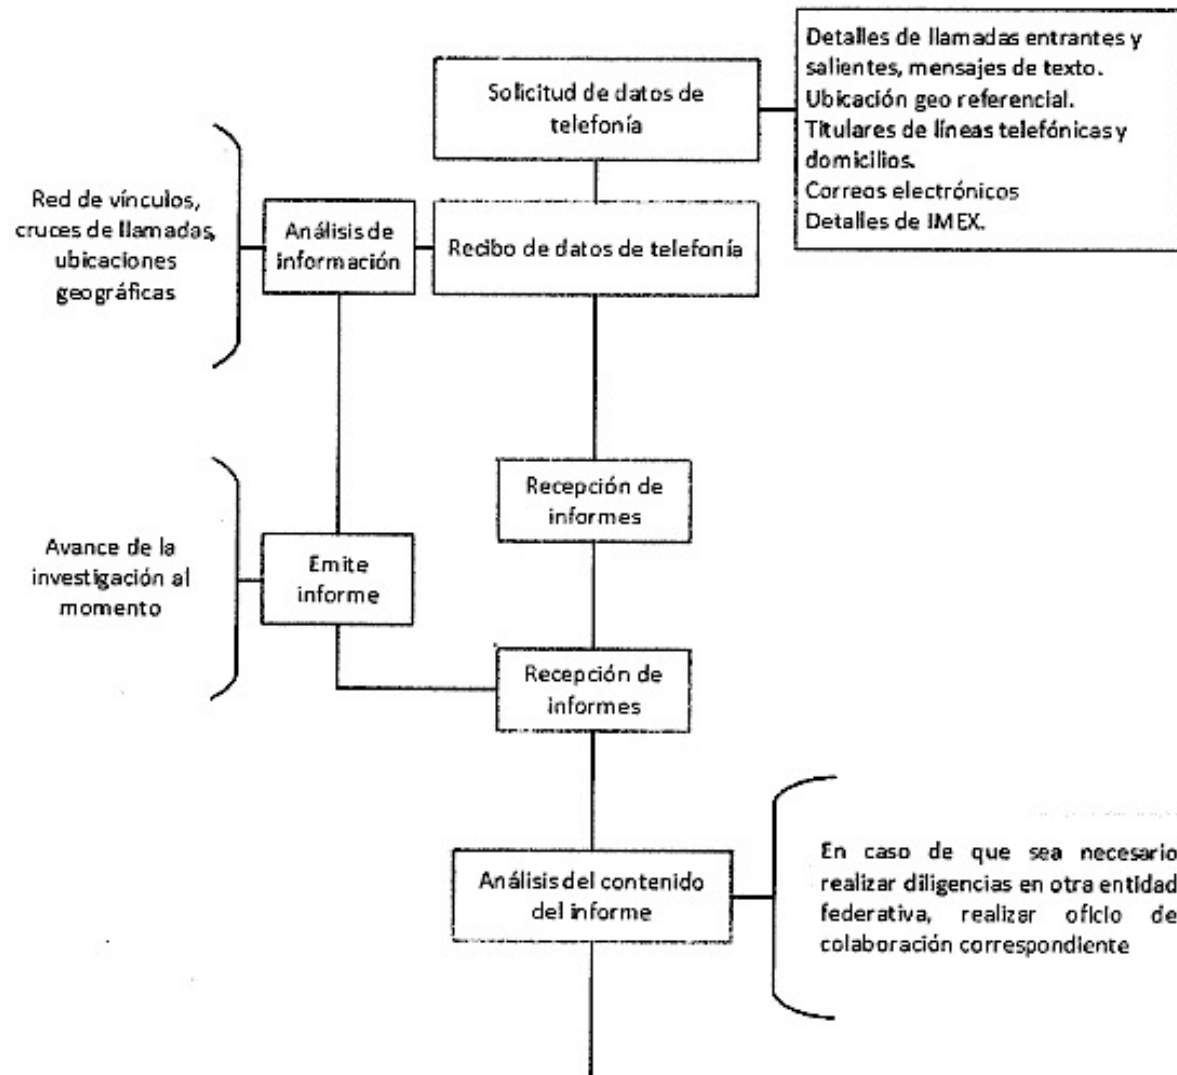 Solicitud de datos de
telefonía
Detalles de llamadas entrantes y
salientes, mensajes de texto.
Ubicación geo referencial.
Titulares de líneas telefónicas y
domicilios.
Correos electrónicos
Detalles de IMEX.
Red de vínculos,
cruces de llamadas,
ubicaciones
geográficas
Análisis de
información
Recibo de datos de telefonía
Recepción de
informes
Avance de la
investigación al
momento
Emite
informe
Recepción de
informes
Análisis del contenido
del informe
En caso de que sea necesario
realizar diligencias en otra entidad
federativa, realizar oficio de
colaboración correspondiente